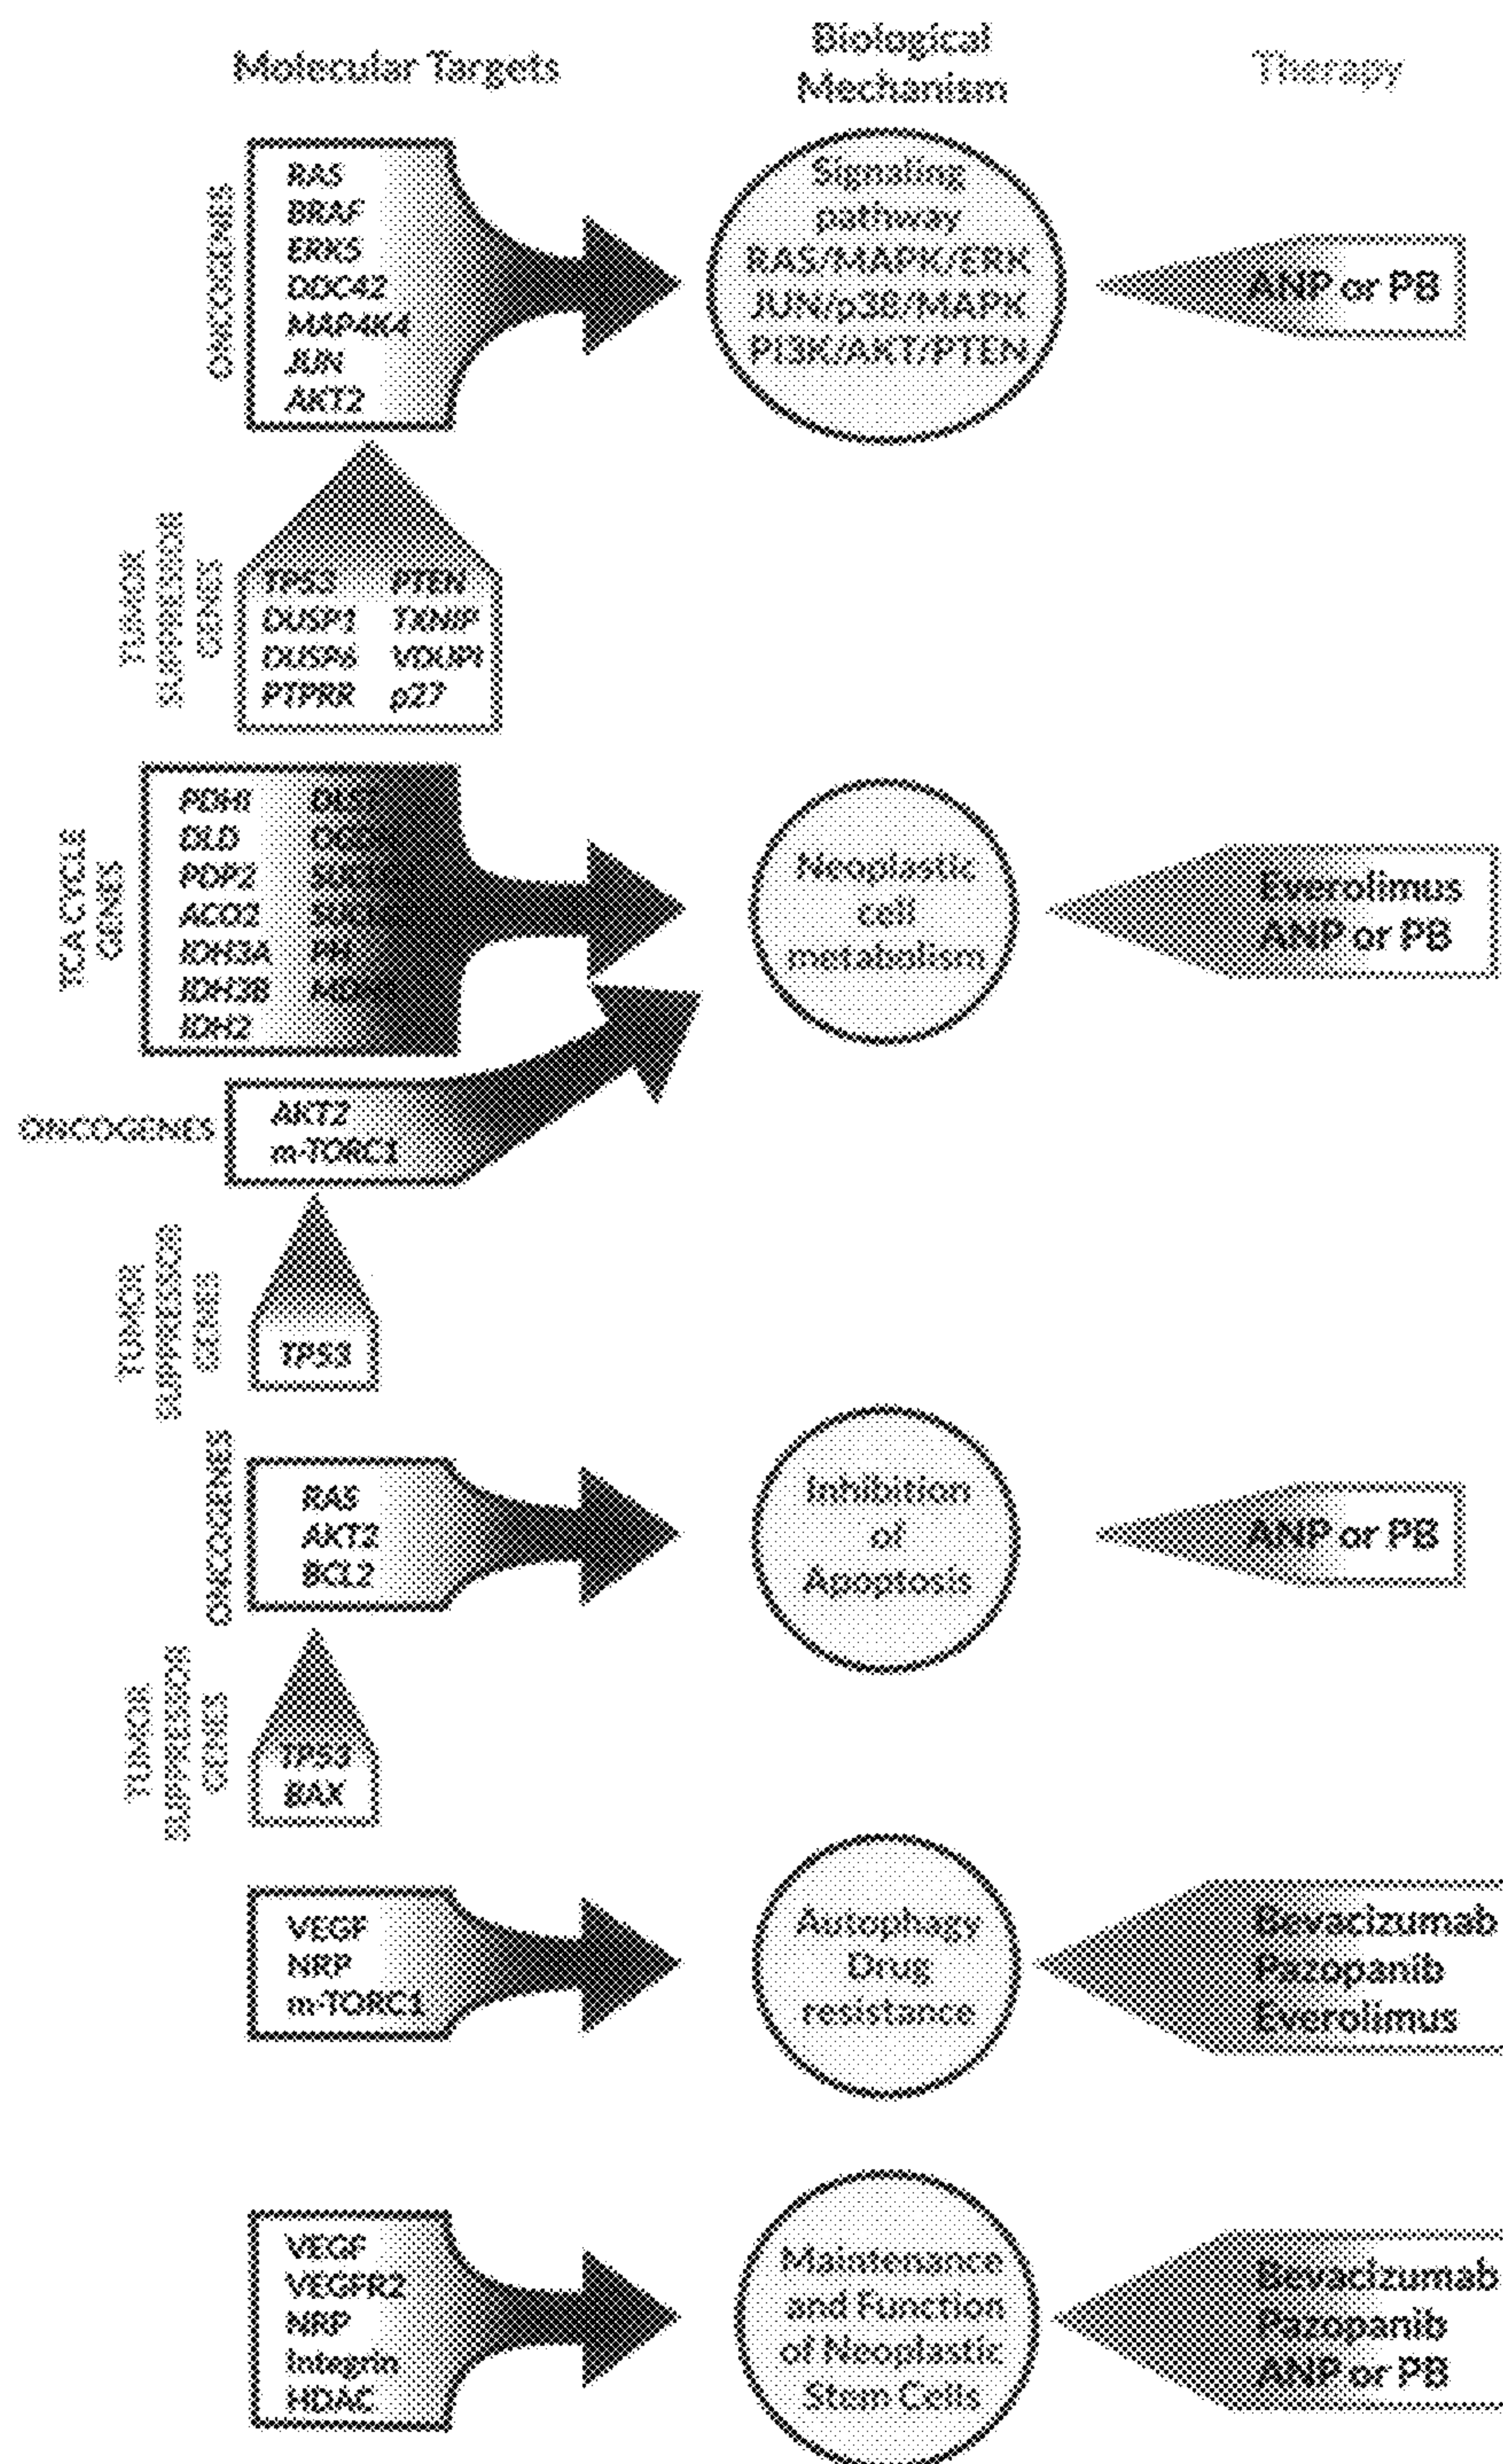 Molecular Targets
Biological
Mechanism
Therapy
ONCOGENES
RAS
BRAF
ERK5
DDC42
MAP4K4
JUN
AKT2
Signaling
pathway
RAS/MAPK/ERK
JUN/p38/MAPK
PI3K/AKT/PTEN
ANP or PB
TUMOR
SUPPRESSOR
GENES
TP53 PTEN
DUSP1 TXNIP
DUSP6 VDUPI
PTPRR p27
TCA CYCLE
GENES
PDHI
DLD
PDP2
ACO2
IDH3A
IDH3B
IDH2
Neoplastic
cell
metabolism
Everolimus
ANP or PB
ONCOGENES
AKT2
m-TORC1
TUMOR
SUPPRESSOR
GENES
TP53
ONCOGENES
RAS
AKT2
BCL2
Inhibition
of
Apoptosis
ANP or PB
TUMOR
SUPPRESSOR
GENES
TP53
BAX
VEGF
NRP
m-TORC1
Autophagy
Drug
resistance
Bevacizumab
Pazopanib
Everolimus
VEGF
VEGFR2
NRP
Integrin
HDAC
Maintenance
and Function
of Neoplastic
Stem Cells
Bevacizumab
Pazopanib
ANP or PB